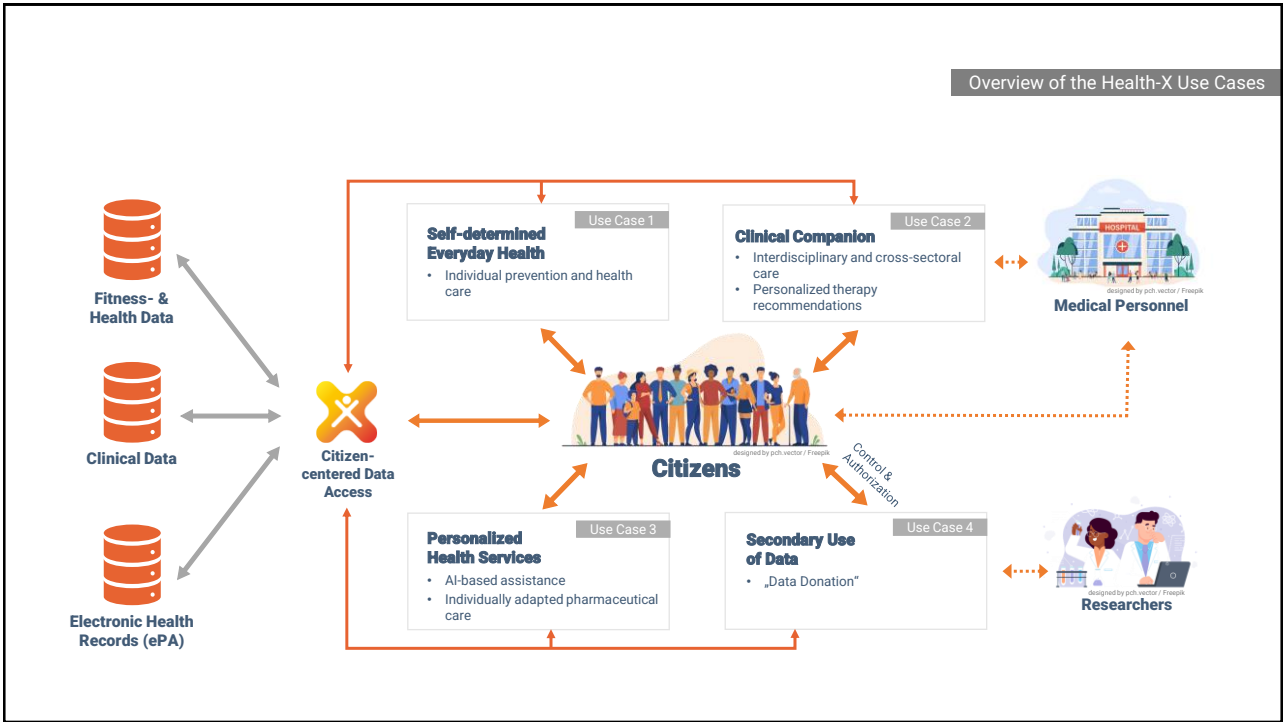 Overview of the Health-X Use Cases
Fitness- &
Health Data
Clinical Data
Electronic Health
Records (ePA)
Citizen-
centered Data
Access
Use Case 1
Self-determined
Everyday Health
• Individual prevention and health
care
Use Case 2
Clinical Companion
• Interdisciplinary and cross-sectoral
care
• Personalized therapy
recommendations
HOSPITAL
designed by pch.vector / Freepik
Medical Personnel
designed by pch.vector / Freepik
Citizens
Control &
Authorization
Use Case 3
Personalized
Health Services
• AI-based assistance
• Individually adapted pharmaceutical
care
Use Case 4
Secondary Use
of Data
• „Data Donation“
designed by pch.vector / Freepik
Researchers